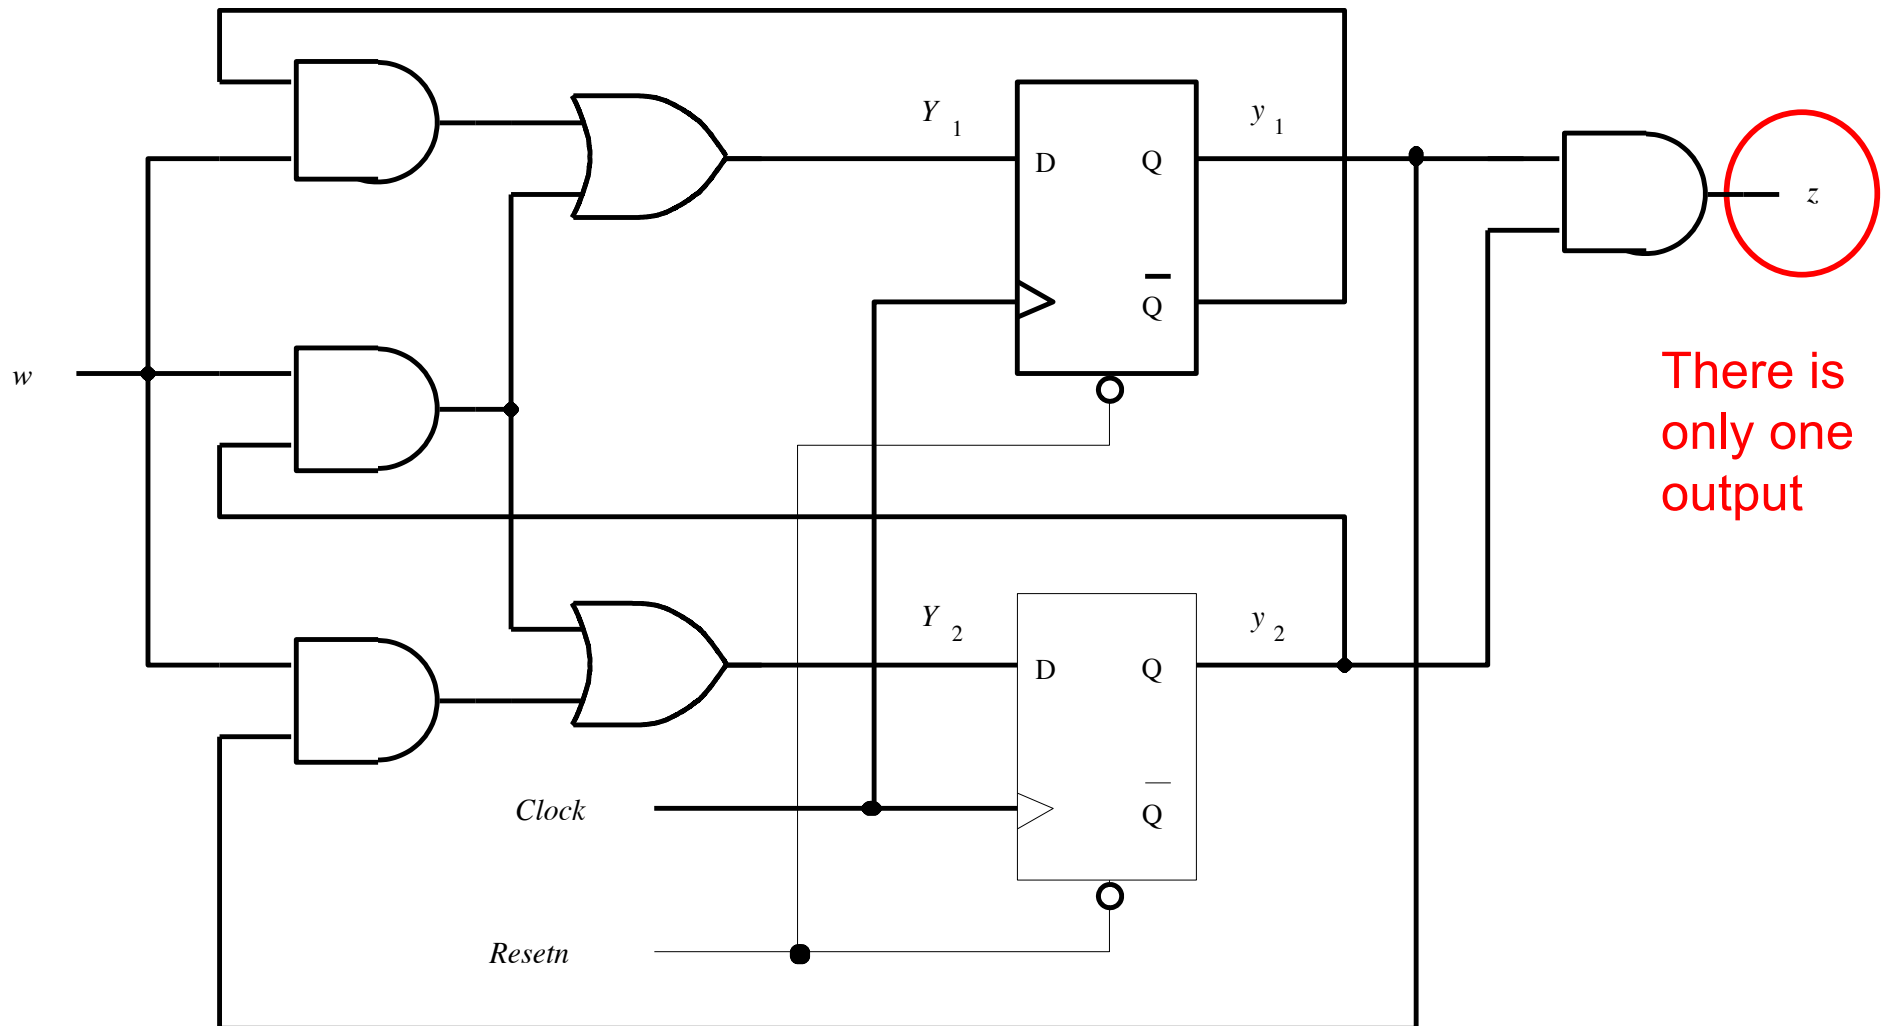 Y 1
y 1
D Q
z
Q
w
There is
only one
output
Y 2
y 2
D Q
Clock
Q
Resetn